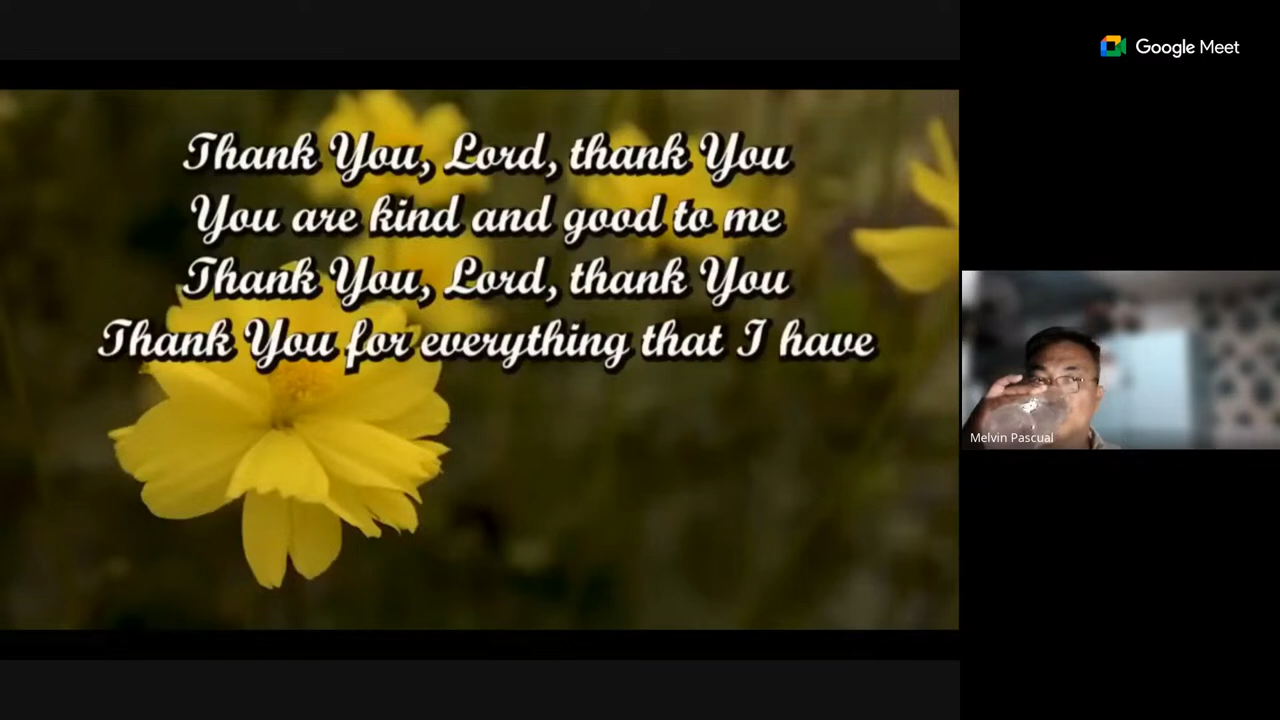 Thank You, Lord, thank You
You are kind and good to me
Thank You, Lord, thank You
Thank You for everything that I have
Google Meet
Melvin Pascual